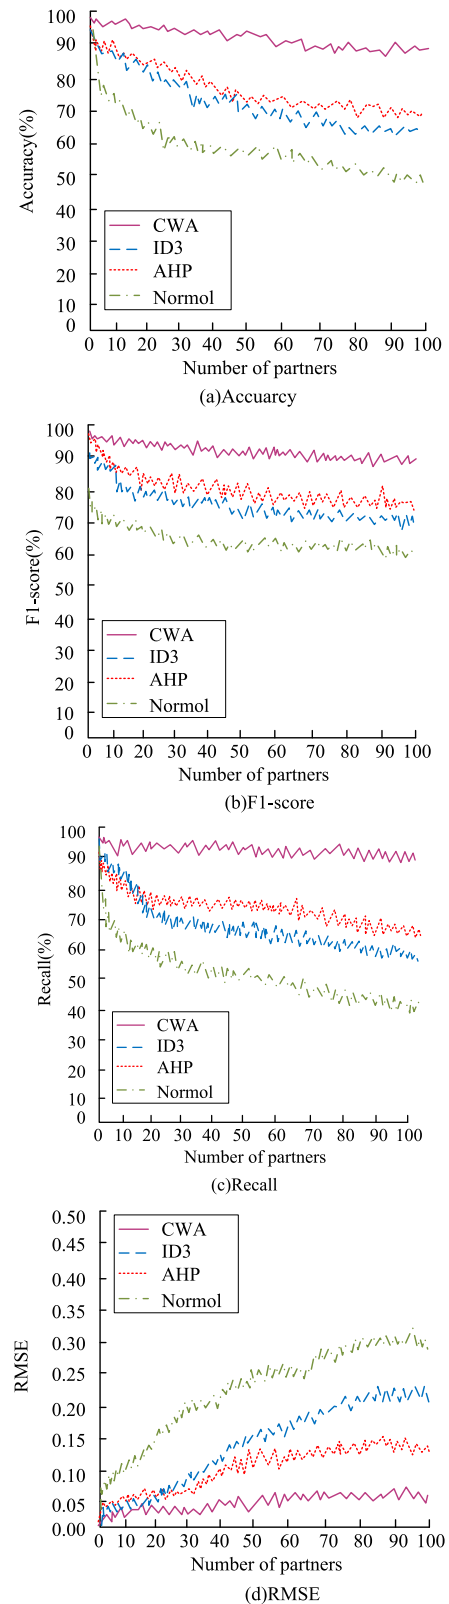 100
90
80
70
60
50
40
30
20
10
0
Accuracy(%)
CWA
ID3
AHP
Normol
0 10 20 30 40 50 60 70 80 90 100
Number of partners
(a)Accuarcy
100
90
80
70
60
50
40
30
20
10
0
F1-score(%)
CWA
ID3
AHP
Normol
0 10 20 30 40 50 60 70 80 90 100
Number of partners
(b)F1-score
100
90
80
70
60
50
40
30
20
10
0
Recall(%)
CWA
ID3
AHP
Normol
0 10 20 30 40 50 60 70 80 90 100
Number of partners
(c)Recall
0.50
0.45
0.40
0.35
0.30
0.25
0.20
0.15
0.10
0.05
0.00
RMSE
CWA
ID3
AHP
Normol
0 10 20 30 40 50 60 70 80 90 100
Number of partners
(d)RMSE